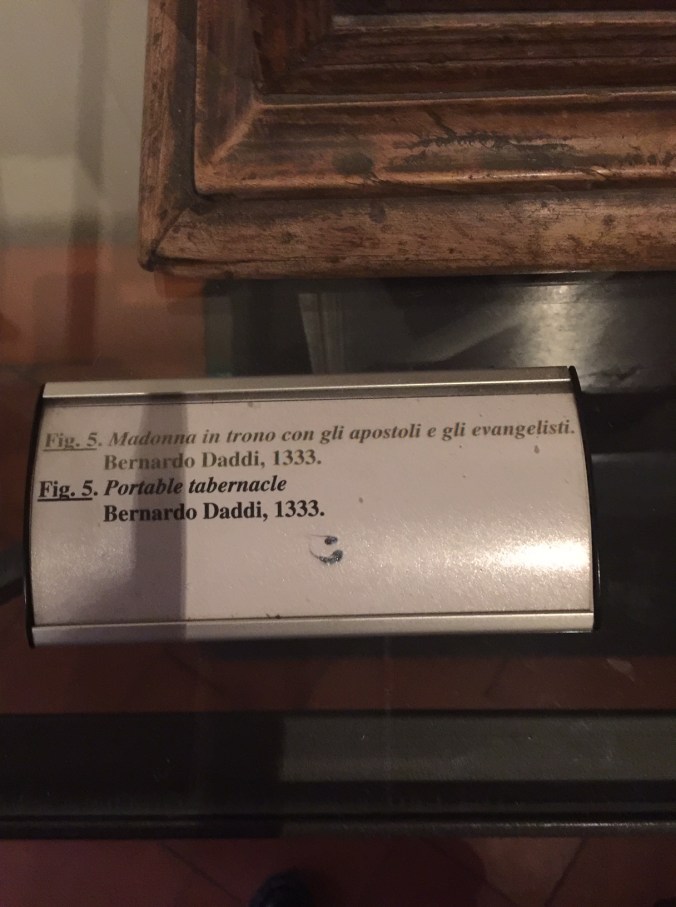 Fig. 5. Madonna in trono con gli apostoli e gli evangelisti.
Bernardo Daddi, 1333.
Fig. 5. Portable tabernacle
Bernardo Daddi, 1333.